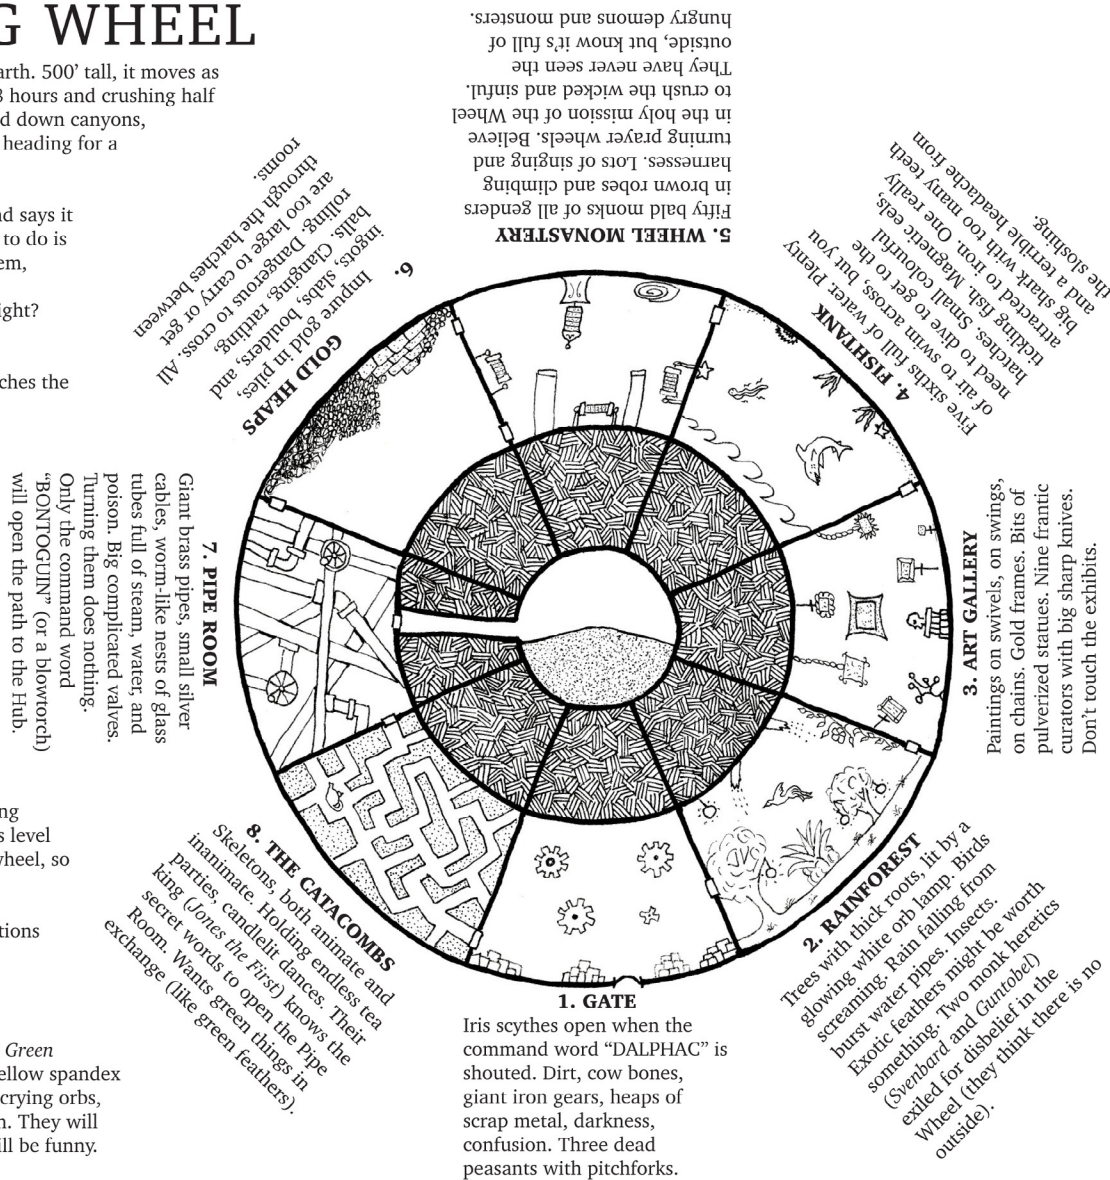 G WHEEL
arth. 500’ tall, it moves as
8 hours and crushing half
d down canyons,
heading for a
nd says it
to do is
em,
ight?
ches the
ng
s level
wheel, so
tions
Green
ellow spandex
crying orbs,
n. They will
ill be funny.
1. GATE
Iris scythes open when the
command word “DALPHAC” is
shouted. Dirt, cow bones,
giant iron gears, heaps of
scrap metal, darkness,
confusion. Three dead
peasants with pitchforks.
2. RAINFOREST
Trees with thick roots, lit by a
glowing white orb lamp. Birds
screaming. Rain falling from
burst water pipes. Insects.
Exotic feathers might be worth
something. Two monk heretics
(Svenbard and Guntobel)
exiled for disbelief in the
Wheel (they think there is no
outside).
3. ART GALLERY
Paintings on swivels, on swings,
on chains. Gold frames. Bits of
pulverized statues. Nine frantic
curators with big sharp knives.
Don’t touch the exhibits.
4. FISHTANK
Five sixths full of water. Plenty
of air to swim across, but you
need to dive to get to the
hatches. Small colourful
tickling fish. Magnetic eels,
attracted to iron. One really
big shark with too many teeth
and a terrible headache from
the sloshing.
5. WHEEL MONASTERY
Fifty bald monks of all genders
in brown robes and climbing
harnesses. Lots of singing and
turning prayer wheels. Believe
in the holy mission of the Wheel
to crush the wicked and sinful.
They have never seen the
outside, but know it’s full of
hungry demons and monsters.
6.
GOLD HEAPS
Impure gold in piles,
ingots, slabs, boulders, and
balls. Clanging, tartling,
rolling. Dangerous to cross. All
are too large to carry or get
through the hatches between
rooms.
7. PIPE ROOM
Giant brass pipes, small silver
cables, worm-like nests of glass
tubes full of steam, water, and
poison. Big complicated valves.
Turning them does nothing.
Only the command word
“BONTOGUIN” (or a blowtorch)
will open the path to the Hub.
8. THE CATACOMBS
Skeletons, both animate and
inanimate. Holding endless tea
parties, candlelit dances. Their
king (Jones the Fiist) knows the
secret words to open the Pipe
Room. Wants green things in
exchange (like green feathers).